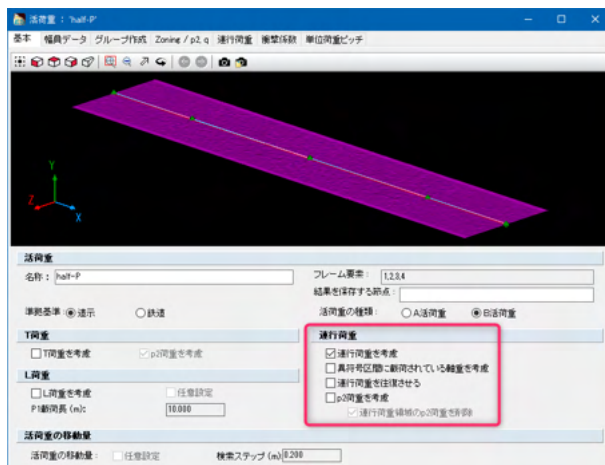 活荷重 : 'half-P'
基本 幅員データ グループ作成 Zonine / p2, q 連行荷重 衝撃係数 単位荷重ピッチ
Y
Z
X
活荷重
名称: half-P
フレーム要素: 1,2,3,4
結果を保存する節点:
準拠基準: 道示 鉄道
活荷重の種類: A活荷重 B活荷重
T荷重
連行荷重
T荷重を考慮 p2荷重を考慮
連行荷重を考慮
異符号区間に載荷されている軸重を考慮
L荷重
連行荷重を往復させる
L荷重を考慮 任意設定
p2荷重を考慮
P1載荷長 (m): 10.000
連行荷重領域のp2荷重を削除
活荷重の移動量
活荷重の移動量: 任意設定 検索ステップ (m) 0.200